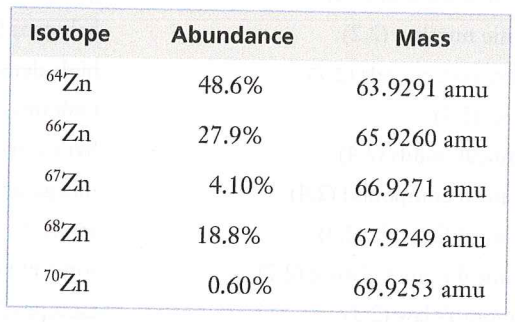 Isotope Abundance Mass
⁶⁴Zn 48.6% 63.9291 amu
⁶⁶Zn 27.9% 65.9260 amu
⁶⁷Zn 4.10% 66.9271 amu
⁶⁸Zn 18.8% 67.9249 amu
⁷⁰Zn 0.60% 69.9253 amu